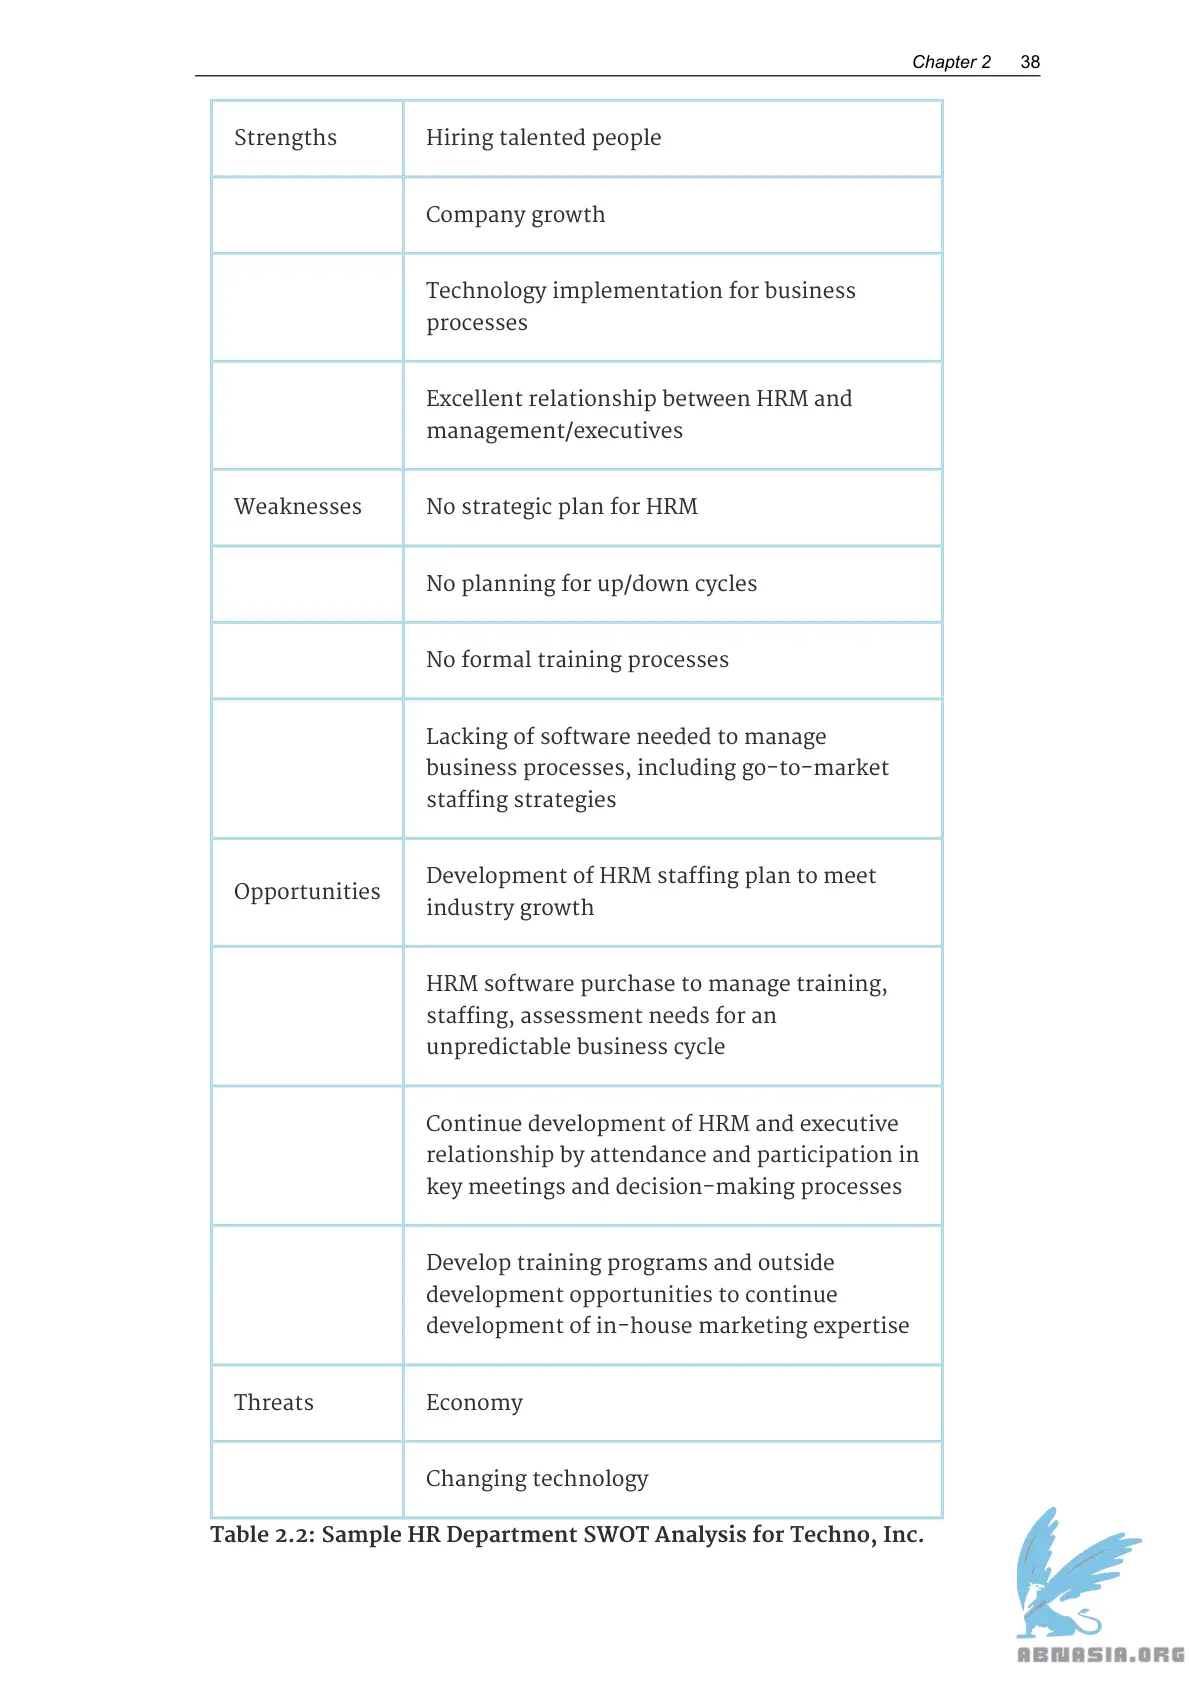 Chapter 2 38
Strengths
Hiring talented people
Company growth
Technology implementation for business
processes
Excellent relationship between HRM and
management/executives
Weaknesses
No strategic plan for HRM
No planning for up/down cycles
No formal training processes
Lacking of software needed to manage
business processes, including go-to-market
staffing strategies
Opportunities
Development of HRM staffing plan to meet
industry growth
HRM software purchase to manage training,
staffing, assessment needs for an
unpredictable business cycle
Continue development of HRM and executive
relationship by attendance and participation in
key meetings and decision-making processes
Develop training programs and outside
development opportunities to continue
development of in-house marketing expertise
Threats
Economy
Changing technology
Table 2.2: Sample HR Department SWOT Analysis for Techno, Inc.
ABNASIA.ORG